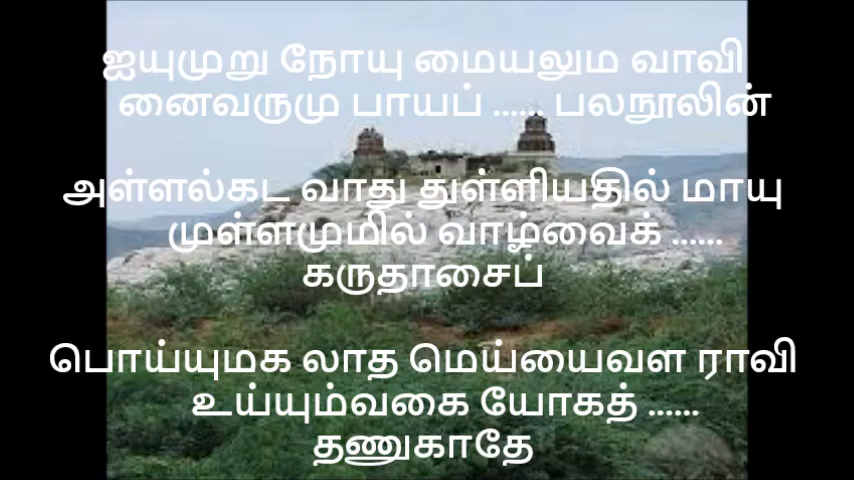 ஐயுமுறு நோயு மையலும வாவி
னைவருமு பாயப் ...... பலநூலின்
அள்ளல்கட வாது துள்ளியதில் மாயு
முள்ளமுமில் வாழ்வைக் ......
கருதாசைப்
பொய்யுமக லாத மெய்யைவள ராவி
உய்யும்வகை யோகத் ......
தணுகாதே